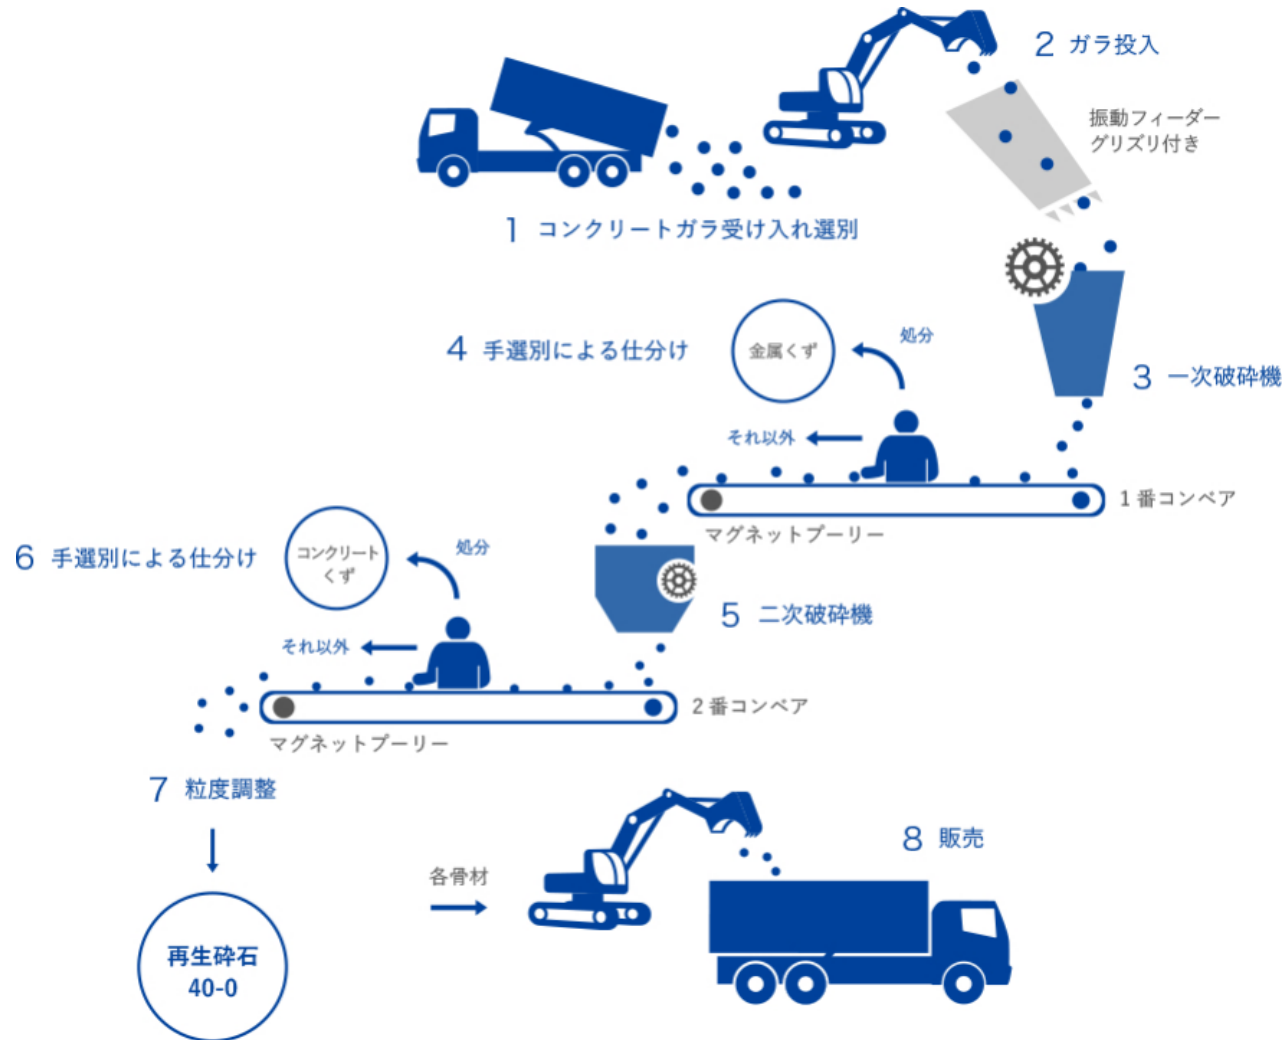 2 ガラ投入
振動フィーダー
グリズリ付き
1 コンクリートガラ受け入れ選別
4 手選別による仕分け
金属くず
処分
3 一次破砕機
それ以外
1番コンベア
マグネットプーリー
6 手選別による仕分け
コンクリート
くず
処分
5 二次破砕機
それ以外
2番コンベア
マグネットプーリー
7 粒度調整
8 販売
各骨材
再生砕石
40-0